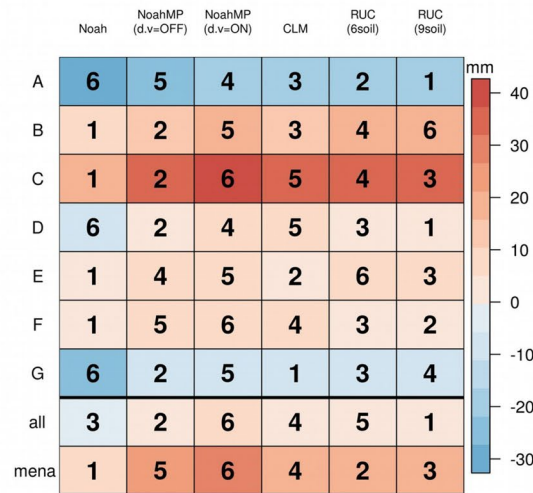 Noah NoahMP (d.v=OFF) NoahMP (d.v=ON) CLM RUC (6soil) RUC (9soil)
mm
A 6 5 4 3 2 1
B 1 2 5 3 4 6
C 1 2 6 5 4 3
D 6 2 4 5 3 1
E 1 4 5 2 6 3
F 1 5 6 4 3 2
G 6 2 5 1 3 4
all 3 2 6 4 5 1
mena 1 5 6 4 2 3
40
30
20
10
0
-10
-20
-30